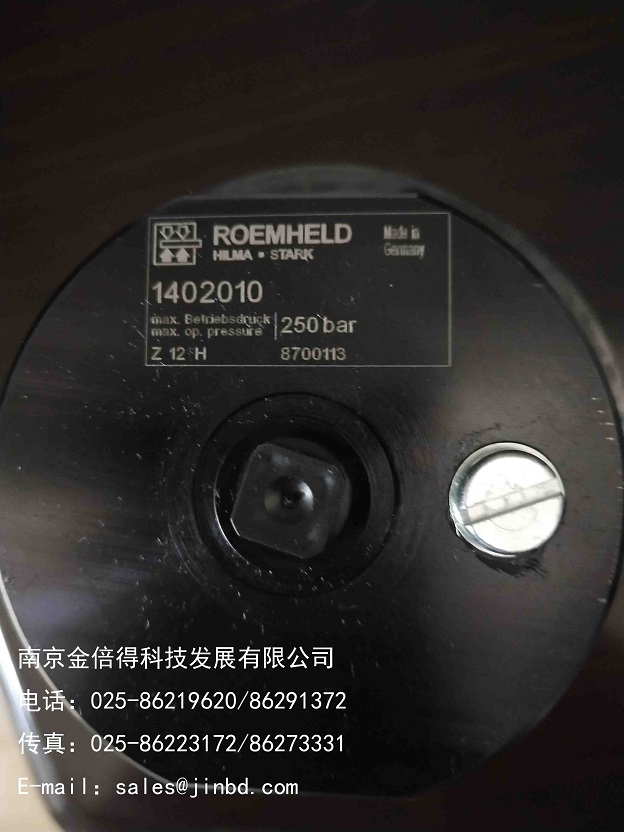 ROEMHELD
HILMA ▪ STARK
Made in
Germany
1402010
max. Betriebsdruck
max. op. pressure
250 bar
Z 12 H
8700113
南京金倍得科技发展有限公司
电话：025-86219620/86291372
传真：025-86223172/86273331
E-mail：sales@jinbd.com